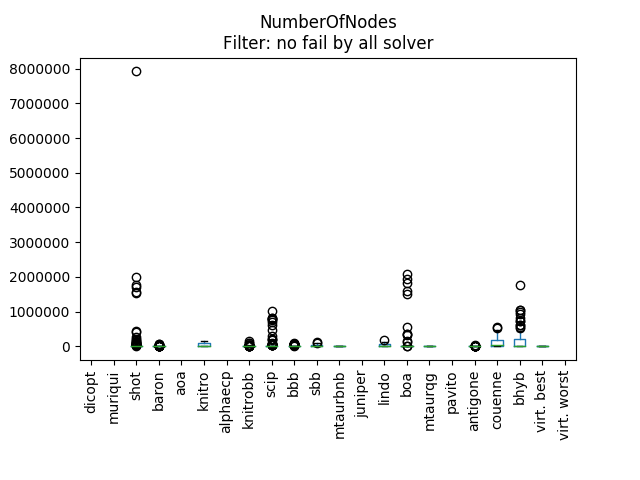 NumberOfNodes
Filter: no fail by all solver
8000000
7000000
6000000
5000000
4000000
3000000
2000000
1000000
0
dicopt
muriqui
shot
baron
aoa
knitro
alphaecp
knitrobb
scip
bbb
sbb
mtaurbnb
juniper
lindo
boa
mtaurqg
pavito
antigone
couenne
bhyb
virt. best
virt. worst